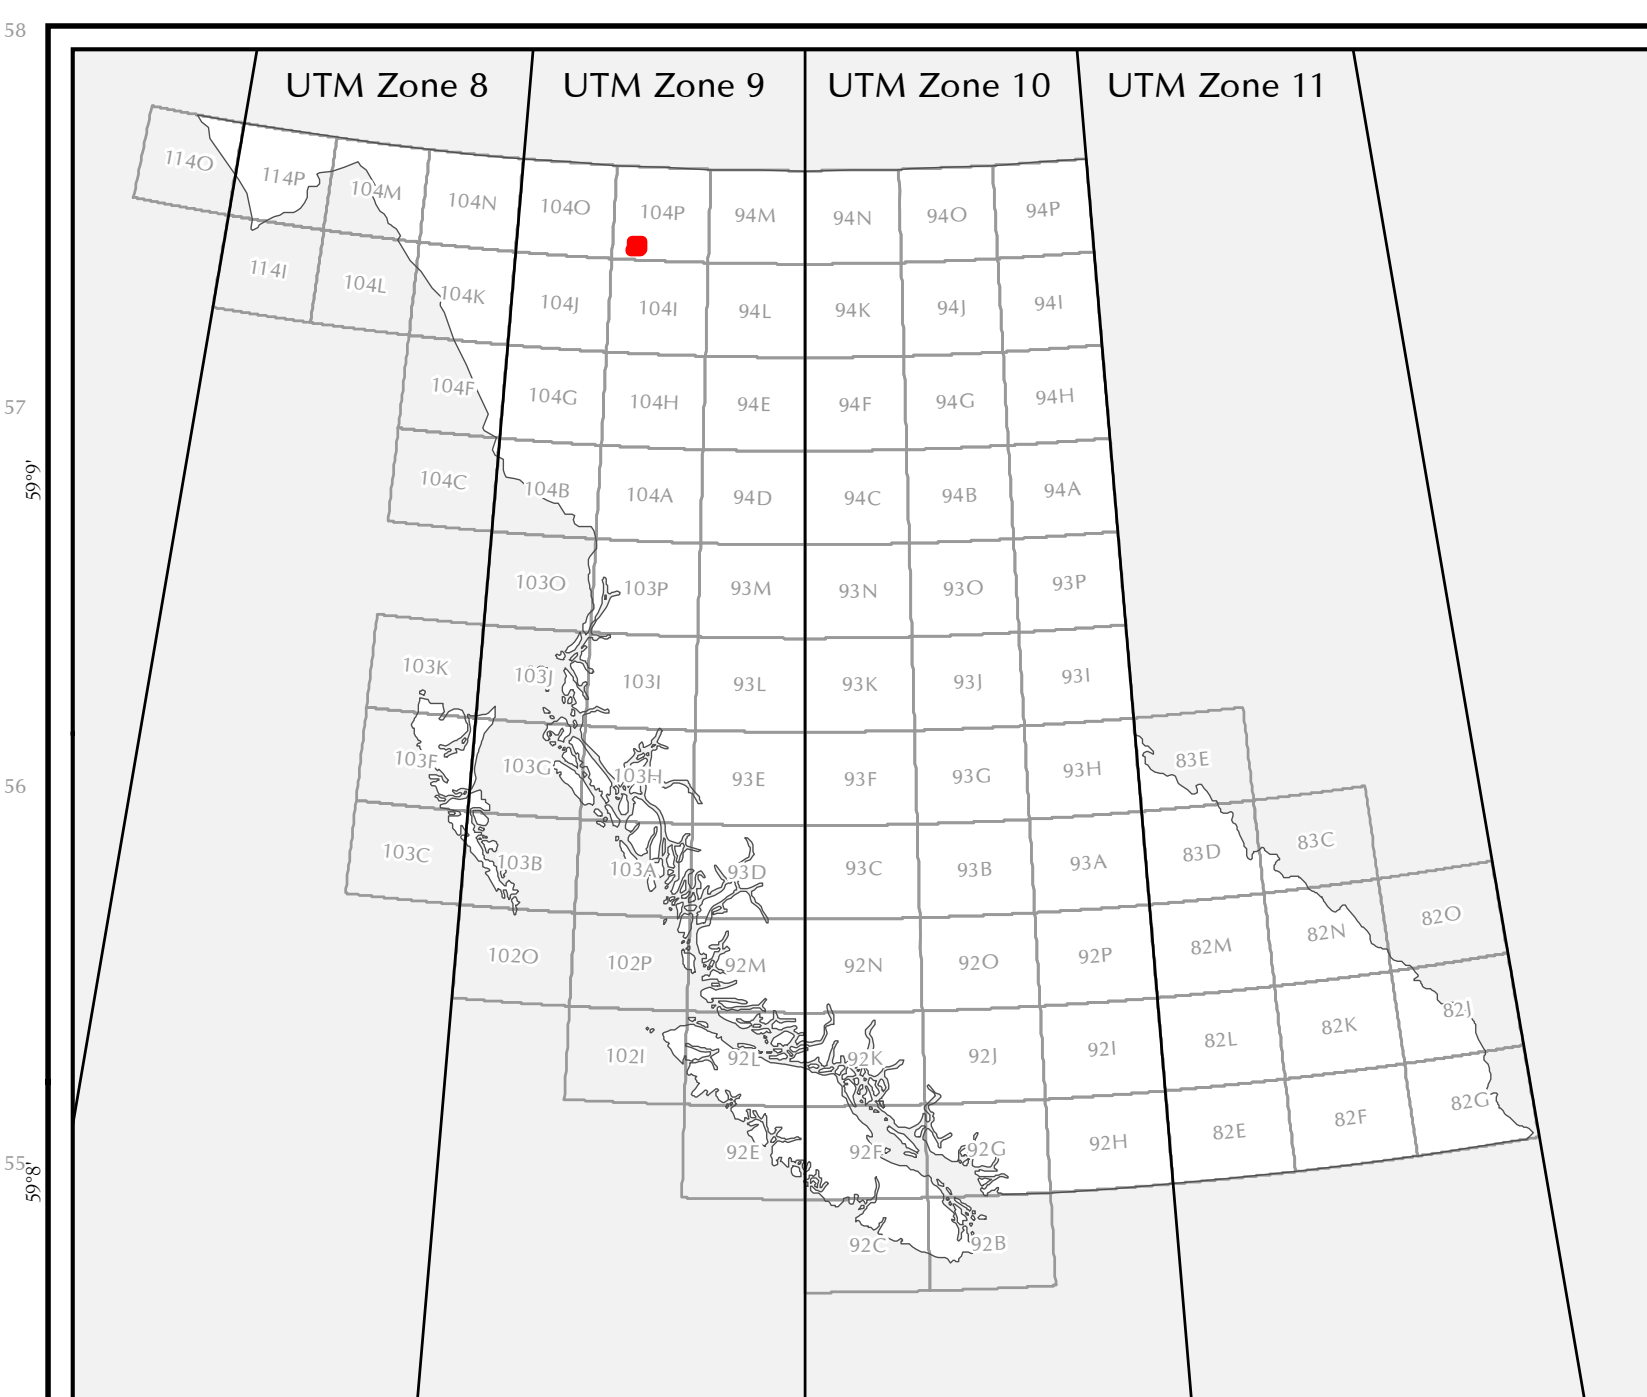 58
UTM Zone 8 UTM Zone 9 UTM Zone 10 UTM Zone 11
114O 114P 104M 104N 104O 104P 94M 94N 94O 94P
114I 104L 104K 104J 104I 94L 94K 94J 94I
104F 104G 104H 94E 94F 94G 94H
57
59°9'
104C 104B 104A 94D 94C 94B 94A
103O 103P 93M 93N 93O 93P
103K 103J 103I 93L 93K 93J 93I
103F 103G 103H 93E 93F 93G 93H 83E
56
103C 103B 103A 93D 93C 93B 93A 83D 83C
102O 102P 92M 92N 92O 92P 82M 82N 82O
102I 92L 92K 92J 92I 82L 82K 82J
92E 92F 92G 92H 82E 82F 82G
55
59°8'
92C 92B